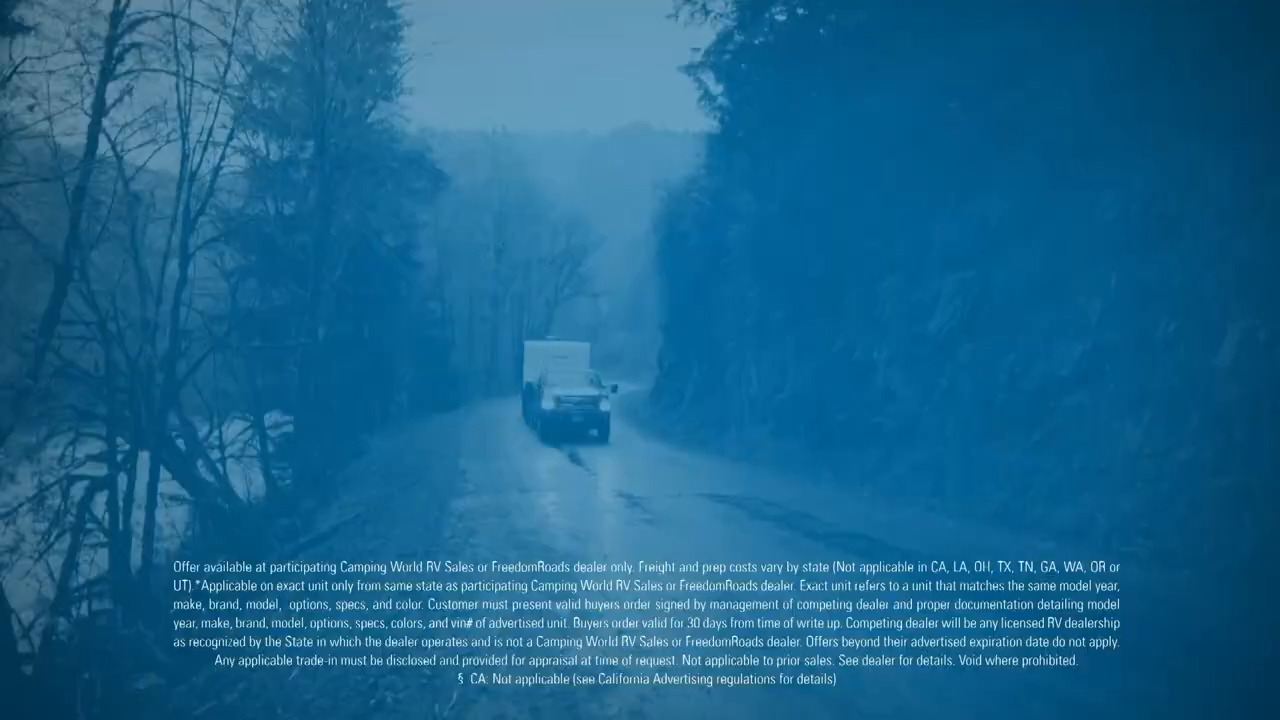 Offer available at participating Camping World RV Sales or FreedomRoads dealer only. Freight and prep costs vary by state (Not applicable in CA, LA, OH, TX, TN, GA, WA, OR or
UT).*Applicable on exact unit only from same state as participating Camping World RV Sales or FreedomRoads dealer. Exact unit refers to a unit that matches the same model year,
make, brand, model, options, specs, and color. Customer must present valid buyers order signed by management of competing dealer and proper documentation detailing model
year, make, brand, model, options, specs, colors, and vin# of advertised unit. Buyers order valid for 30 days from time of write up. Competing dealer will be any licensed RV dealership
as recognized by the State in which the dealer operates and is not a Camping World RV Sales or FreedomRoads dealer. Offers beyond their advertised expiration date do not apply.
Any applicable trade-in must be disclosed and provided for appraisal at time of request. Not applicable to prior sales. See dealer for details. Void where prohibited.
§ CA: Not applicable (see California Advertising regulations for details)